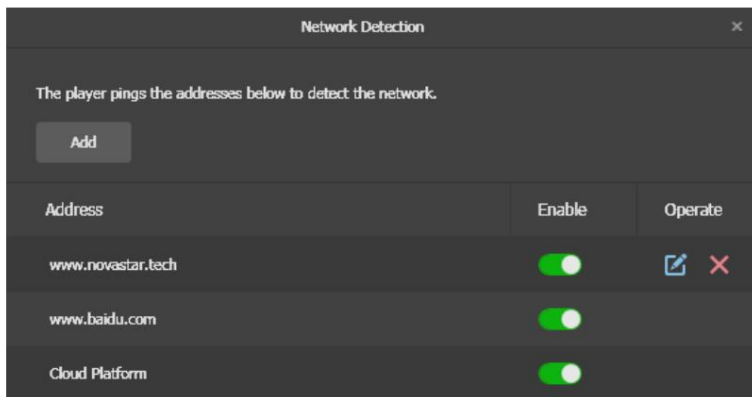 Network Detection
The player pings the addresses below to detect the network.
Add
Address Enable Operate
www.novastar.tech
www.baidu.com
Cloud Platform